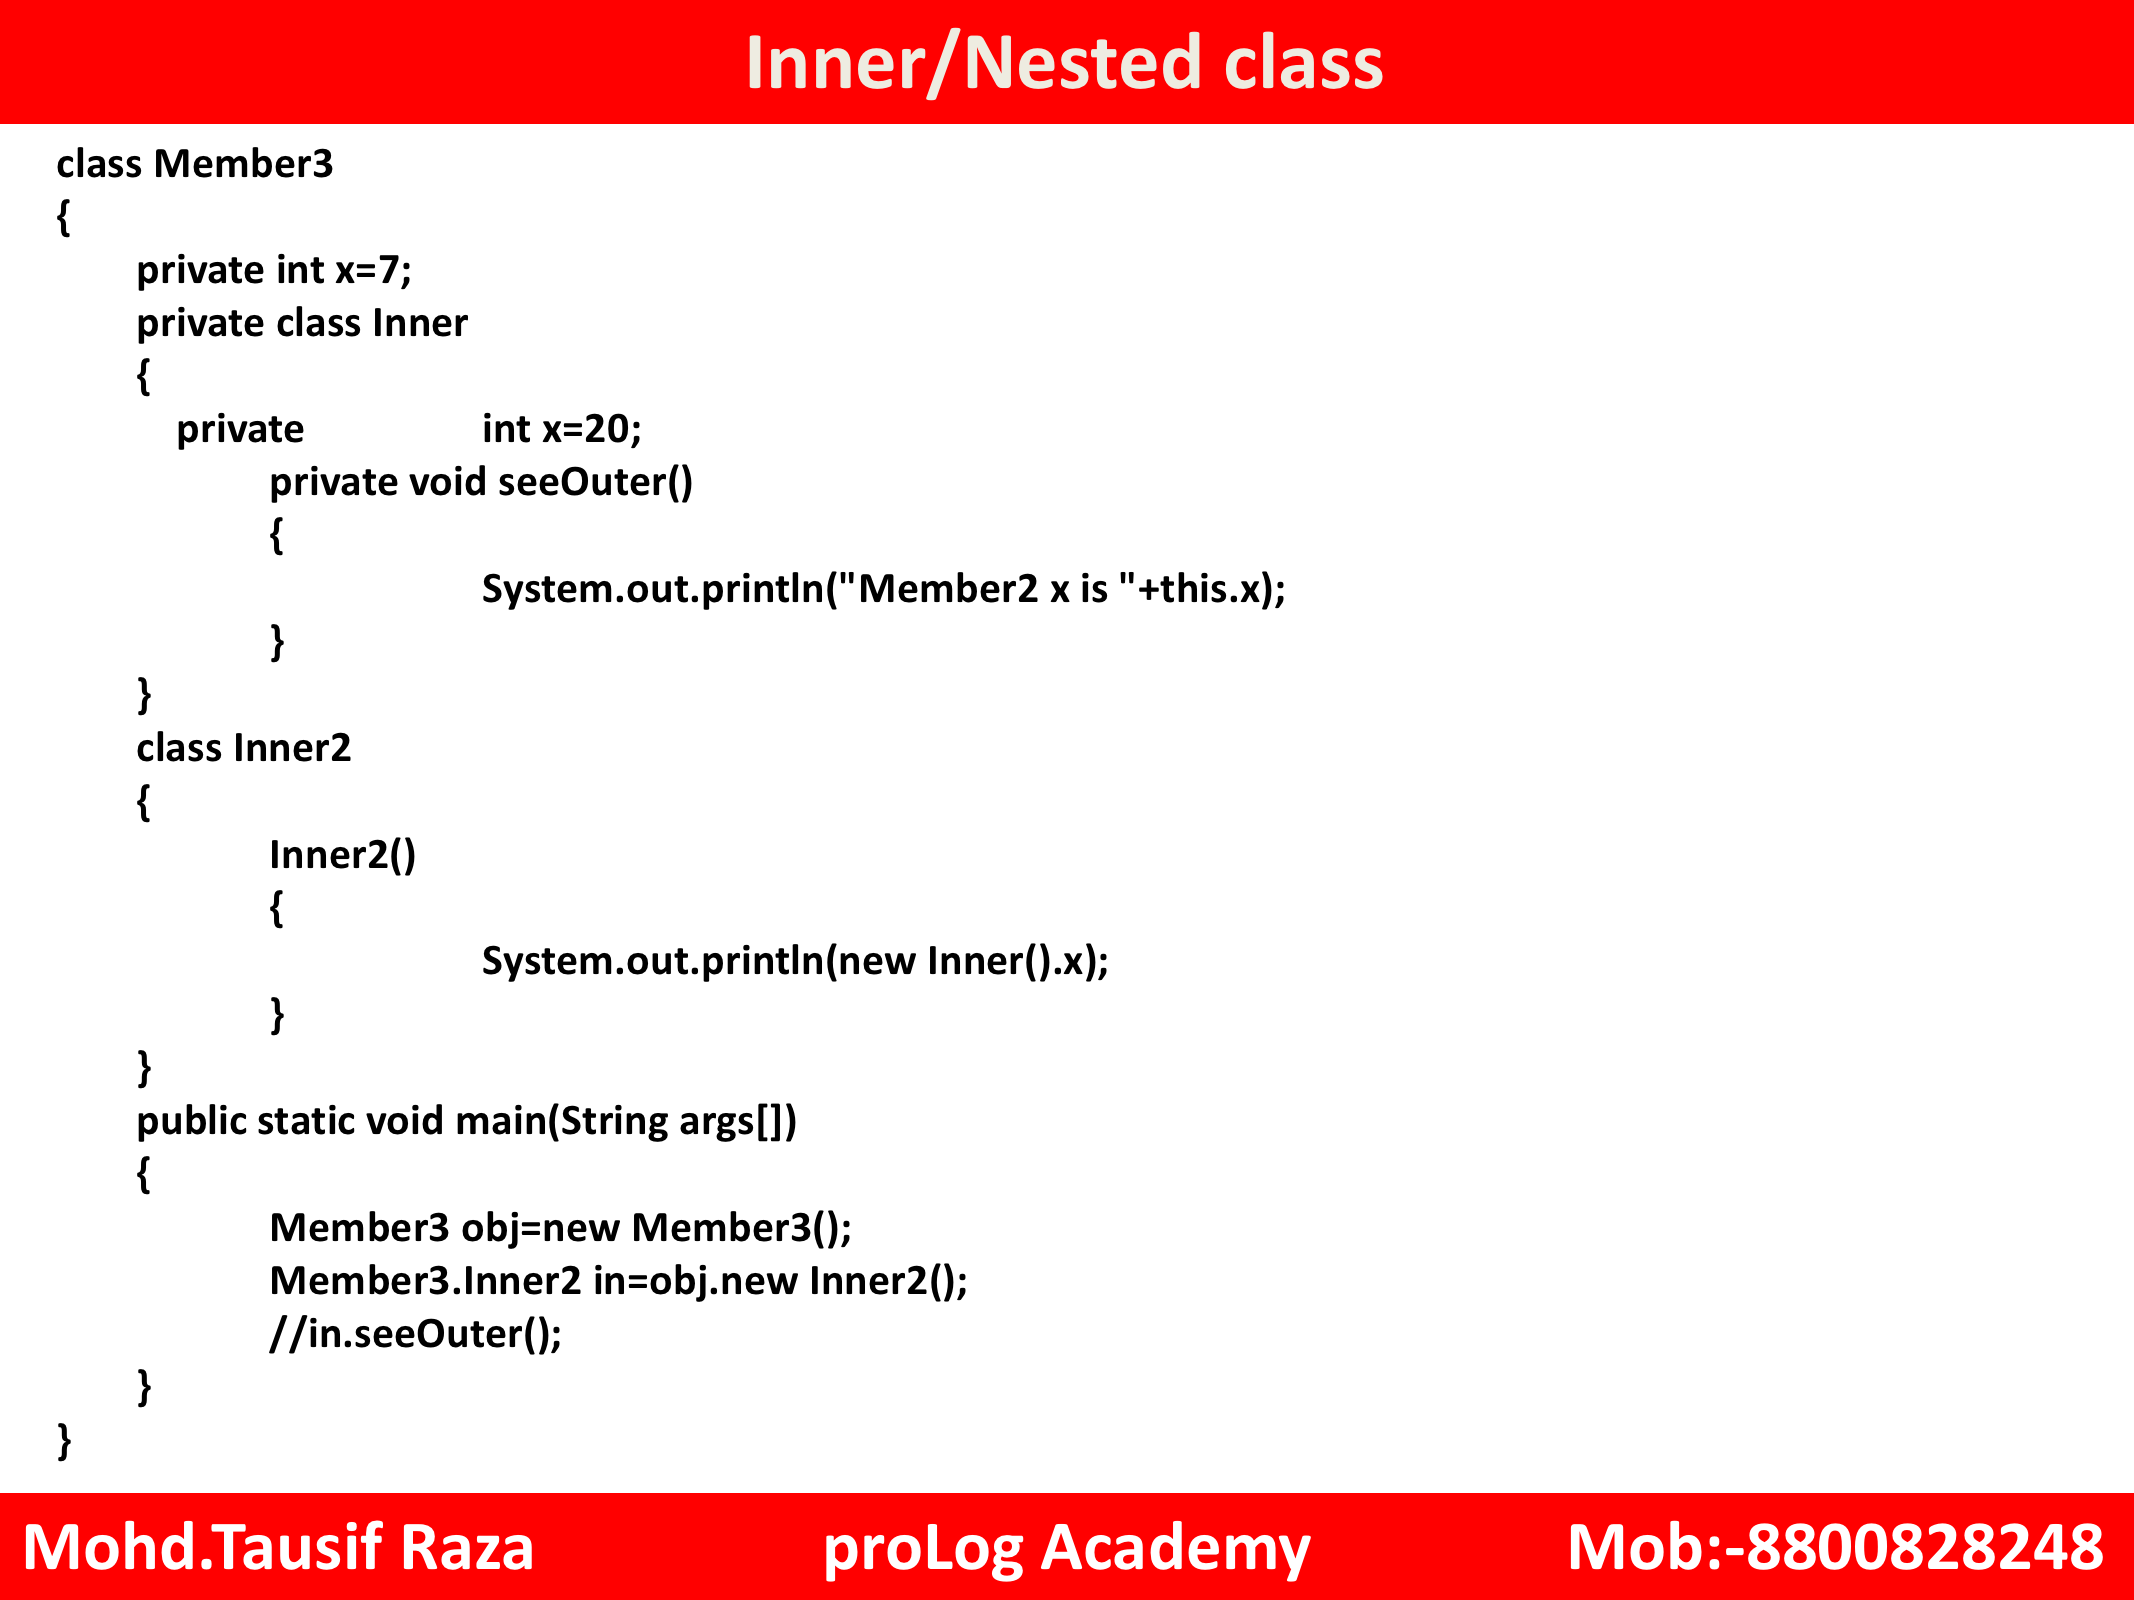 Inner/Nested class
class Member3
{
private int x=7;
private class Inner
{
private int x=20;
private void seeOuter()
{
System.out.println("Member2 x is "+this.x);
}
}
class Inner2
{
Inner2()
{
System.out.println(new Inner().x);
}
}
public static void main(String args[])
{
Member3 obj=new Member3();
Member3.Inner2 in=obj.new Inner2();
//in.seeOuter();
}
}
Mohd.Tausif Raza proLog Academy Mob:-8800828248